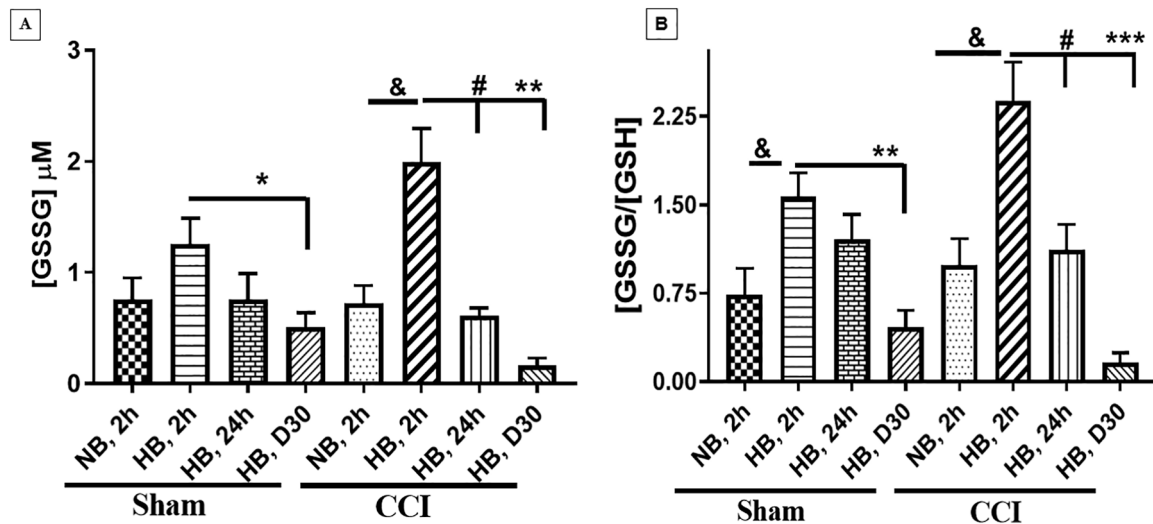 A
[GSSG] μM
3
2
1
0
*
&
#
**
NB, 2h
HB, 2h
HB, 24h
HB, D30
NB, 2h
HB, 2h
HB, 24h
HB, D30
Sham
CCI
B
[GSSG/[GSH]
2.25
1.50
0.75
0.00
&
**
&
#
***
NB, 2h
HB, 2h
HB, 24h
HB, D30
NB, 2h
HB, 2h
HB, 24h
HB, D30
Sham
CCI